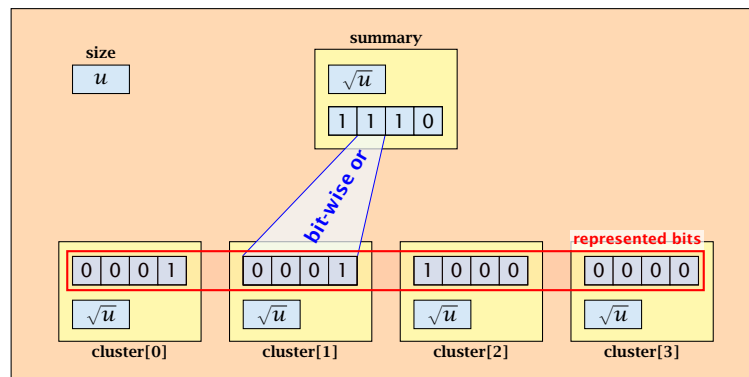 summary
size
u
√u
1 1 1 0
bit-wise or
represented bits
0 0 0 1
0 0 0 1
1 0 0 0
0 0 0 0
√u
√u
√u
√u
cluster[0]
cluster[1]
cluster[2]
cluster[3]